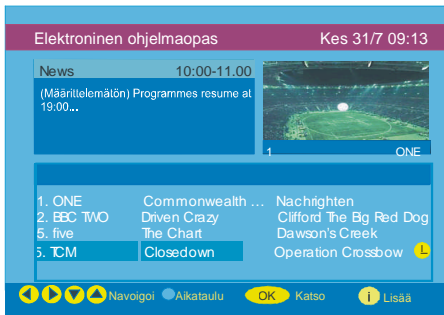 Elektroninen ohjelmaopas Kes 31/7 09:13
News 10:00-11.00
(Määrittelemätön) Programmes resume at
19:00...
1 ONE
1. ONE Commonwealth ... Nachrighten
2. BBC TWO Driven Crazy Clifford The Big Red Dog
5. five The Chart Dawson's Creek
5. TCM Closedown Operation Crossbow L
Navoigoi Aikataulu OK Katso i Lisää